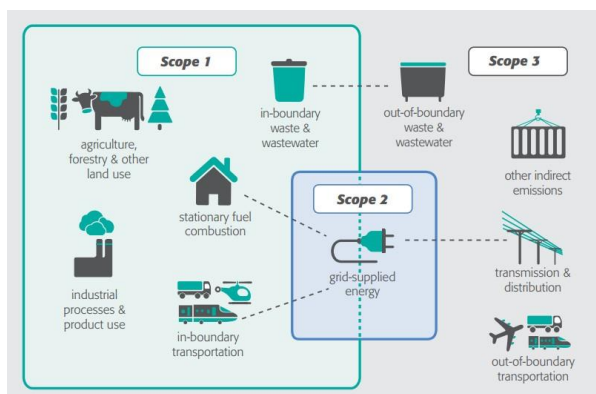 Scope 1
Scope 3
in-boundary
waste &
wastewater
out-of-boundary
waste &
wastewater
agriculture,
forestry & other
land use
other indirect
emissions
stationary fuel
combustion
Scope 2
grid-supplied
energy
transmission &
distribution
industrial
processes &
product use
in-boundary
transportation
out-of-boundary
transportation